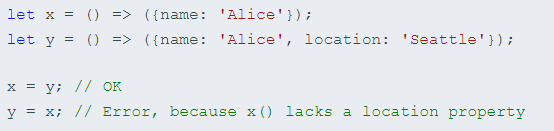 let x = () => ({name: 'Alice'});
let y = () => ({name: 'Alice', location: 'Seattle'});
x = y; // OK
y = x; // Error, because x() lacks a location property